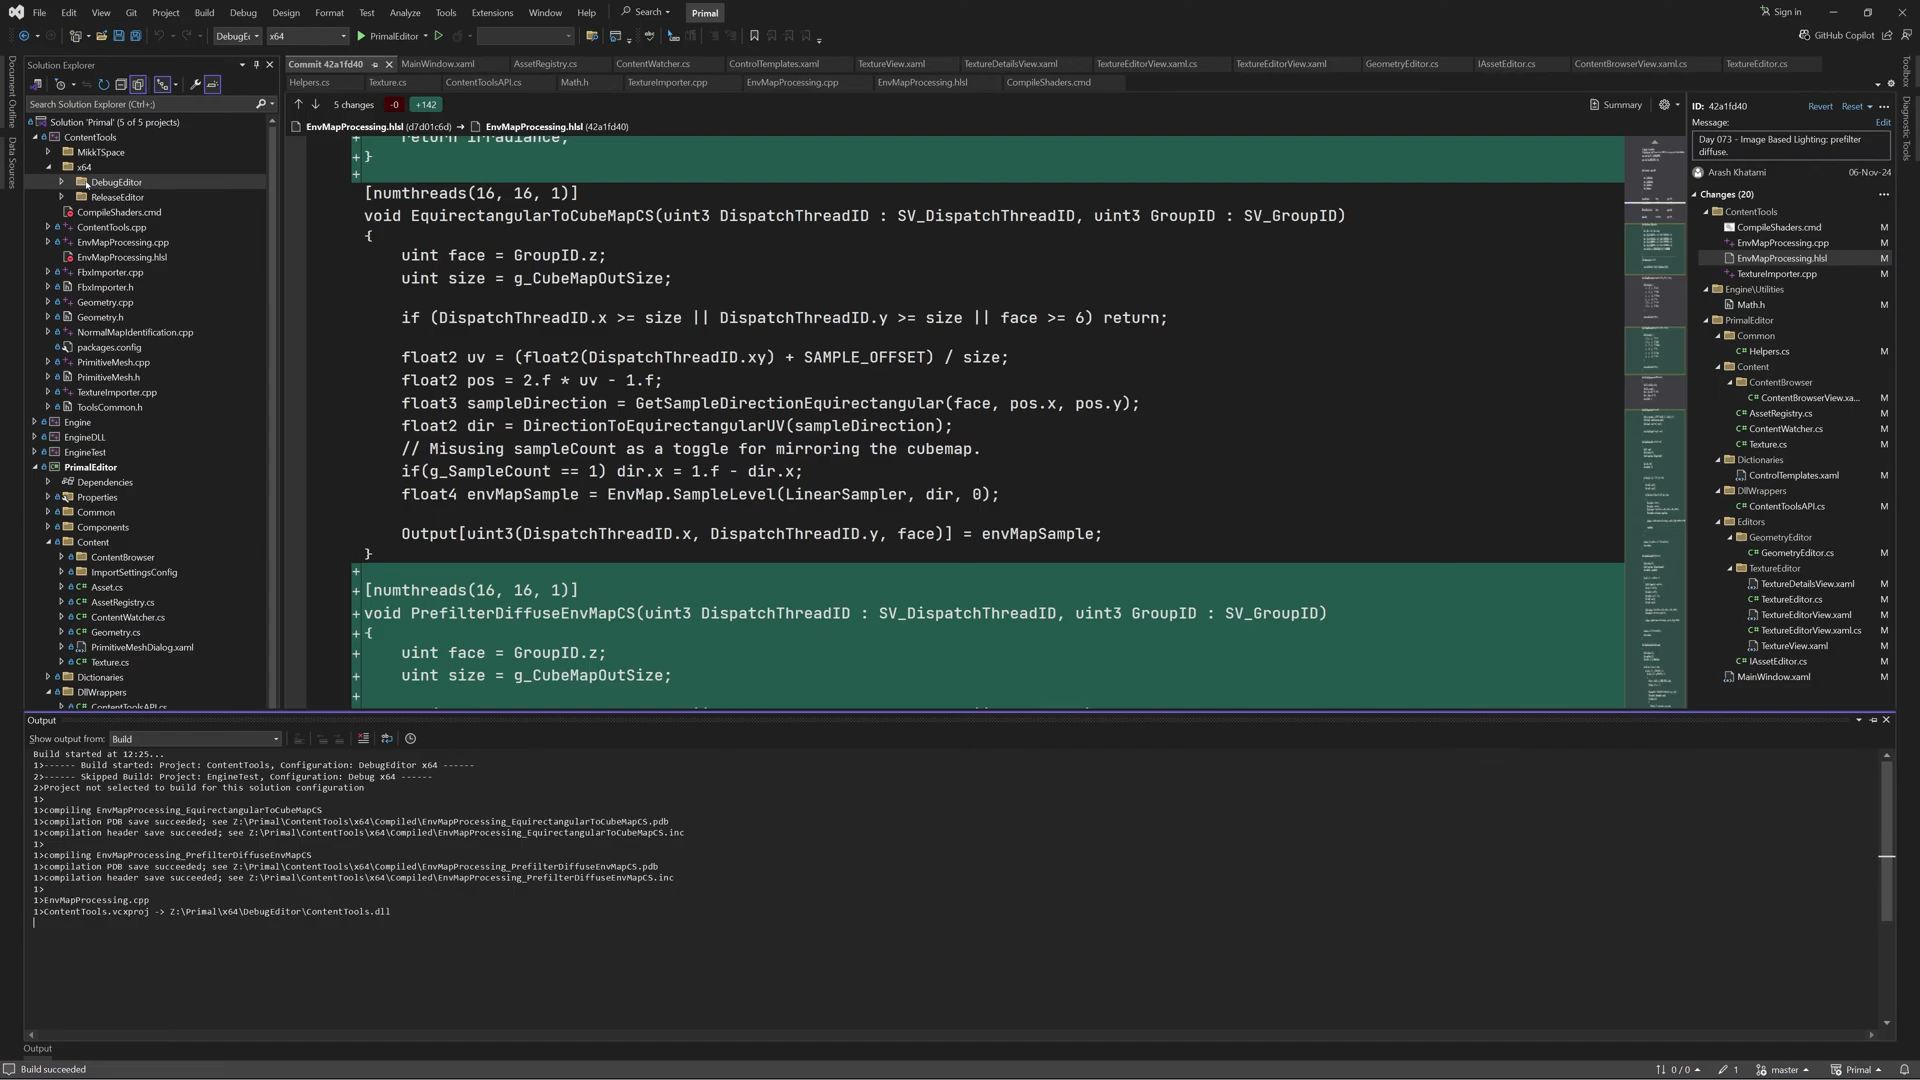 File Edit View Git Project Build Debug Design Format Test Analyze Tools Extensions Window Help Search Primal Sign in
DebugEc x64 PrimalEditor GitHub Copilot
Solution Explorer
Search Solution Explorer (Ctrl+;)
Solution 'Primal' (5 of 5 projects)
ContentTools
MikkTSpace
x64
DebugEditor
ReleaseEditor
CompileShaders.cmd
ContentTools.cpp
EnvMapProcessing.cpp
EnvMapProcessing.hlsl
FbxImporter.cpp
FbxImporter.h
Geometry.cpp
Geometry.h
NormalMapIdentification.cpp
packages.config
PrimitiveMesh.cpp
PrimitiveMesh.h
TextureImporter.cpp
ToolsCommon.h
Engine
EngineDLL
EngineTest
PrimalEditor
Dependencies
Properties
Common
Components
Content
ContentBrowser
ImportSettingsConfig
Asset.cs
AssetRegistry.cs
ContentWatcher.cs
Geometry.cs
PrimitiveMeshDialog.xaml
Texture.cs
Dictionaries
DllWrappers
ContentToolsAPI.cs
Document Outline
Data Sources
Commit 42a1fd40 MainWindow.xaml AssetRegistry.cs ContentWatcher.cs ControlTemplates.xaml TextureView.xaml TextureDetailsView.xaml TextureEditorView.xaml.cs TextureEditorView.xaml GeometryEditor.cs IAssetEditor.cs ContentBrowserView.xaml.cs TextureEditor.cs
Helpers.cs Texture.cs ContentToolsAPI.cs Math.h TextureImporter.cpp EnvMapProcessing.cpp EnvMapProcessing.hlsl CompileShaders.cmd
5 changes -0 +142 Summary
EnvMapProcessing.hlsl (d7d01c6d) → EnvMapProcessing.hlsl (42a1fd40)
+ return irradiance;
+ }
+
[numthreads(16, 16, 1)]
void EquirectangularToCubeMapCS(uint3 DispatchThreadID : SV_DispatchThreadID, uint3 GroupID : SV_GroupID)
{
uint face = GroupID.z;
uint size = g_CubeMapOutSize;
if (DispatchThreadID.x >= size || DispatchThreadID.y >= size || face >= 6) return;
float2 uv = (float2(DispatchThreadID.xy) + SAMPLE_OFFSET) / size;
float2 pos = 2.f * uv - 1.f;
float3 sampleDirection = GetSampleDirectionEquirectangular(face, pos.x, pos.y);
float2 dir = DirectionToEquirectangularUV(sampleDirection);
// Misusing sampleCount as a toggle for mirroring the cubemap.
if(g_SampleCount == 1) dir.x = 1.f - dir.x;
float4 envMapSample = EnvMap.SampleLevel(LinearSampler, dir, 0);
Output[uint3(DispatchThreadID.x, DispatchThreadID.y, face)] = envMapSample;
}
+
+ [numthreads(16, 16, 1)]
+ void PrefilterDiffuseEnvMapCS(uint3 DispatchThreadID : SV_DispatchThreadID, uint3 GroupID : SV_GroupID)
+ {
+ uint face = GroupID.z;
+ uint size = g_CubeMapOutSize;
+
ID: 42a1fd40 Revert Reset
Message: Edit
Day 073 - Image Based Lighting: prefilter
diffuse.
Arash Khatami 06-Nov-24
Changes (20)
ContentTools
CompileShaders.cmd M
EnvMapProcessing.cpp M
EnvMapProcessing.hlsl M
TextureImporter.cpp M
Engine\Utilities
Math.h M
PrimalEditor
Common
Helpers.cs M
Content
ContentBrowser
ContentBrowserView.xa... M
AssetRegistry.cs M
ContentWatcher.cs M
Texture.cs M
Dictionaries
ControlTemplates.xaml M
DllWrappers
ContentToolsAPI.cs M
Editors
GeometryEditor
GeometryEditor.cs M
TextureEditor
TextureDetailsView.xaml M
TextureEditor.cs M
TextureEditorView.xaml M
TextureEditorView.xaml.cs M
TextureView.xaml M
IAssetEditor.cs M
MainWindow.xaml M
Toolbox
Diagnostic Tools
Output
Show output from: Build
Build started at 12:25...
1>------ Build started: Project: ContentTools, Configuration: DebugEditor x64 ------
2>------ Skipped Build: Project: EngineTest, Configuration: Debug x64 ------
2>Project not selected to build for this solution configuration
1>
1>compiling EnvMapProcessing_EquirectangularToCubeMapCS
1>compilation PDB save succeeded; see Z:\Primal\ContentTools\x64\Compiled\EnvMapProcessing_EquirectangularToCubeMapCS.pdb
1>compilation header save succeeded; see Z:\Primal\ContentTools\x64\Compiled\EnvMapProcessing_EquirectangularToCubeMapCS.inc
1>
1>compiling EnvMapProcessing_PrefilterDiffuseEnvMapCS
1>compilation PDB save succeeded; see Z:\Primal\ContentTools\x64\Compiled\EnvMapProcessing_PrefilterDiffuseEnvMapCS.pdb
1>compilation header save succeeded; see Z:\Primal\ContentTools\x64\Compiled\EnvMapProcessing_PrefilterDiffuseEnvMapCS.inc
1>
1>EnvMapProcessing.cpp
1>ContentTools.vcxproj -> Z:\Primal\x64\DebugEditor\ContentTools.dll
Output
Build succeeded 0 / 0 1 master Primal